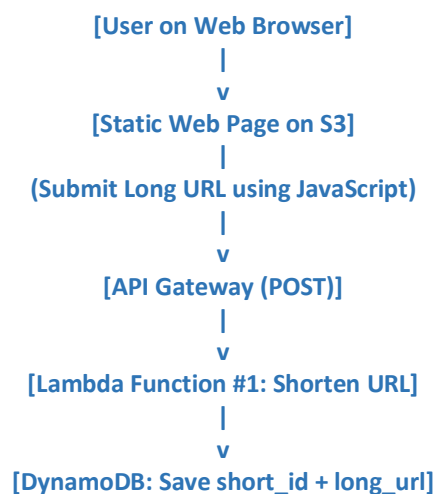 [User on Web Browser]
|
v
[Static Web Page on S3]
|
(Submit Long URL using JavaScript)
|
v
[API Gateway (POST)]
|
v
[Lambda Function #1: Shorten URL]
|
v
[DynamoDB: Save short_id + long_url]